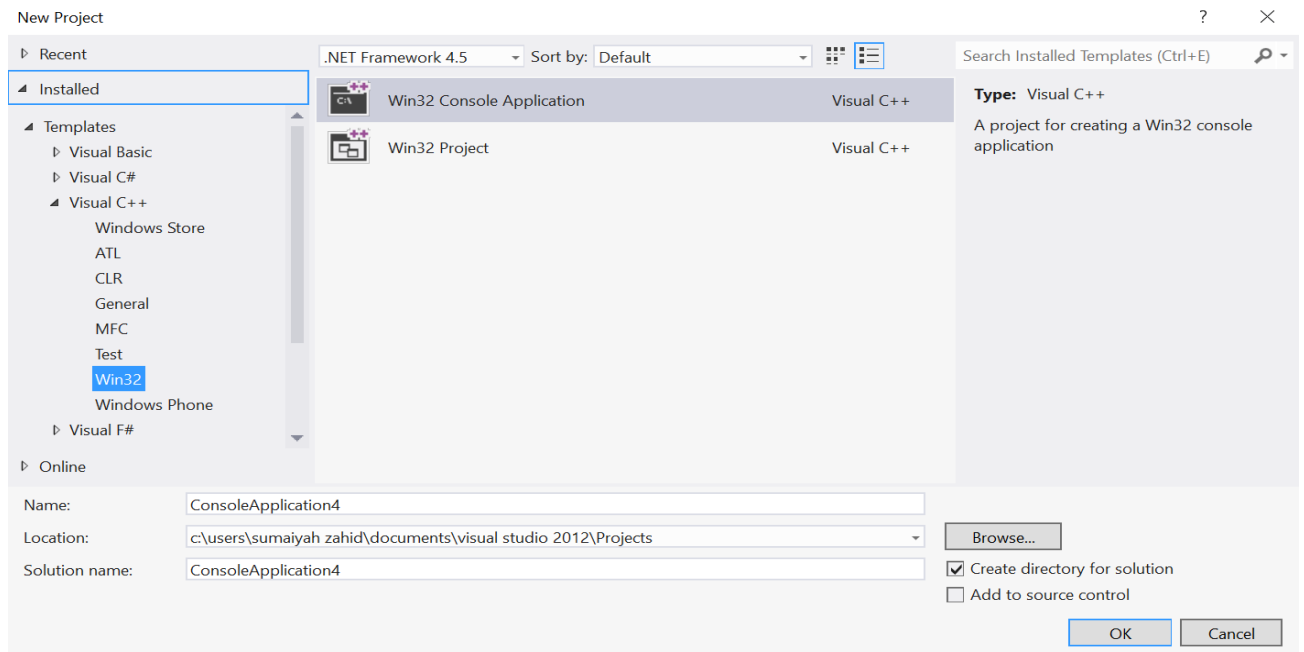 New Project
?
Recent
Installed
Templates
Visual Basic
Visual C#
Visual C++
Windows Store
ATL
CLR
General
MFC
Test
Win32
Windows Phone
Visual F#
Online
.NET Framework 4.5 Sort by: Default
Win32 Console Application Visual C++
Win32 Project Visual C++
Search Installed Templates (Ctrl+E)
Type: Visual C++
A project for creating a Win32 console
application
Name: ConsoleApplication4
Location: c:\users\sumaiyah zahid\documents\visual studio 2012\Projects Browse...
Solution name: ConsoleApplication4
Create directory for solution
Add to source control
OK Cancel